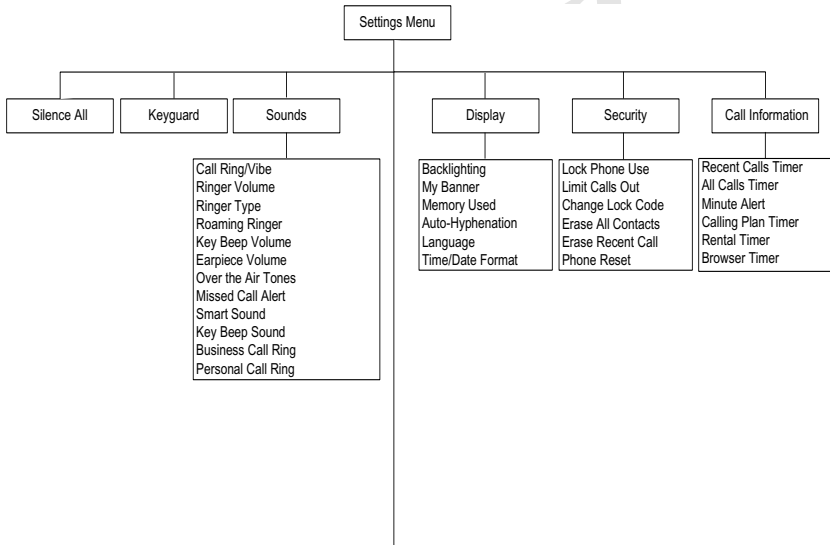 Settings Menu
Silence All
Keyguard
Sounds
Display
Security
Call Information
Call Ring/Vibe
Ringer Volume
Ringer Type
Roaming Ringer
Key Beep Volume
Earpiece Volume
Over the Air Tones
Missed Call Alert
Smart Sound
Key Beep Sound
Business Call Ring
Personal Call Ring
Backlighting
My Banner
Memory Used
Auto-Hyphenation
Language
Time/Date Format
Lock Phone Use
Limit Calls Out
Change Lock Code
Erase All Contacts
Erase Recent Call
Phone Reset
Recent Calls Timer
All Calls Timer
Minute Alert
Calling Plan Timer
Rental Timer
Browser Timer